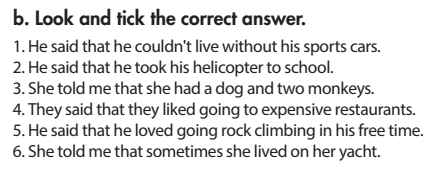 b. Look and tick the correct answer.
1. He said that he couldn't live without his sports cars.
2. He said that he took his helicopter to school.
3. She told me that she had a dog and two monkeys.
4. They said that they liked going to expensive restaurants.
5. He said that he loved going rock climbing in his free time.
6. She told me that sometimes she lived on her yacht.